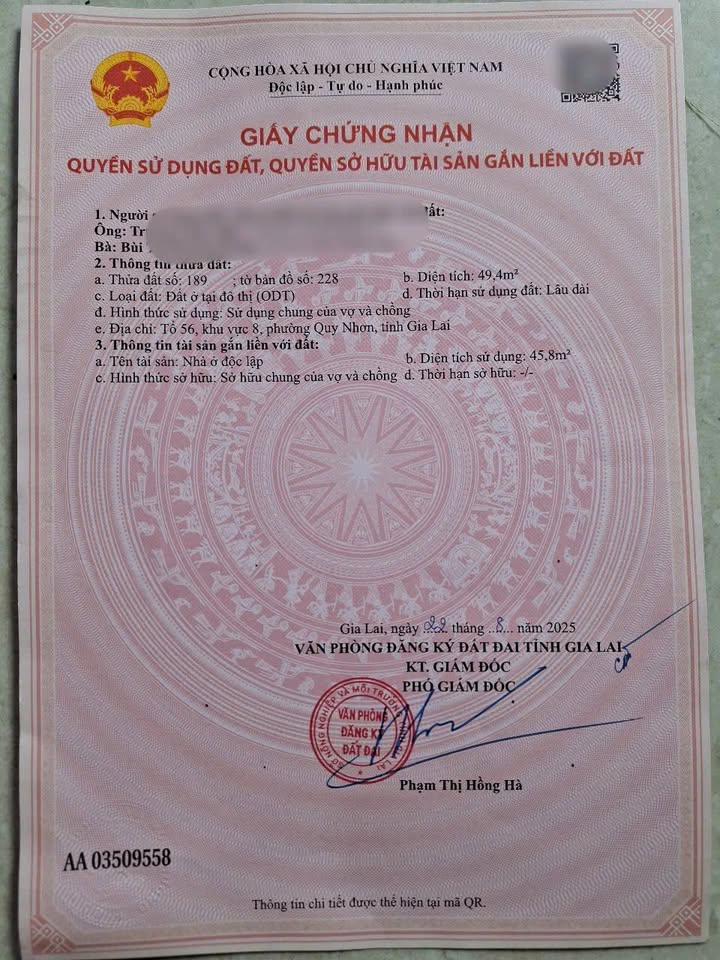 CỘNG HÒA XÃ HỘI CHỦ NGHĨA VIỆT NAM
Độc lập - Tự do - Hạnh phúc
GIẤY CHỨNG NHẬN
QUYỀN SỬ DỤNG ĐẤT, QUYỀN SỞ HỮU TÀI SẢN GẮN LIỀN VỚI ĐẤT
1. Người
Ông:
Bà: Bùi
2. Thông tin thửa đất:
a. Thửa đất số: 189 ; tờ bản đồ số: 228 b. Diện tích: 49,4m²
c. Loại đất: Đất ở tại đô thị (ODT) d. Thời hạn sử dụng đất: Lâu dài
đ. Hình thức sử dụng: Sử dụng chung của vợ và chồng
e. Địa chỉ: Tổ 56, khu vực 8, phường Quy Nhơn, tỉnh Gia Lai
3. Thông tin tài sản gắn liền với đất:
a. Tên tài sản: Nhà ở độc lập b. Diện tích sử dụng: 45,8m²
c. Hình thức sở hữu: Sở hữu chung của vợ và chồng d. Thời hạn sở hữu: -/-
Gia Lai, ngày 22 tháng 8 năm 2025
VĂN PHÒNG ĐĂNG KÝ ĐẤT ĐAI TỈNH GIA LAI
KT. GIÁM ĐỐC
PHÓ GIÁM ĐỐC
SỞ NÔNG NGHIỆP VÀ MÔI TRƯỜNG TỈNH GIA LAI
VĂN PHÒNG
ĐĂNG KÝ
ĐẤT ĐAI
Phạm Thị Hồng Hà
AA 03509558
Thông tin chi tiết được thể hiện tại mã QR.